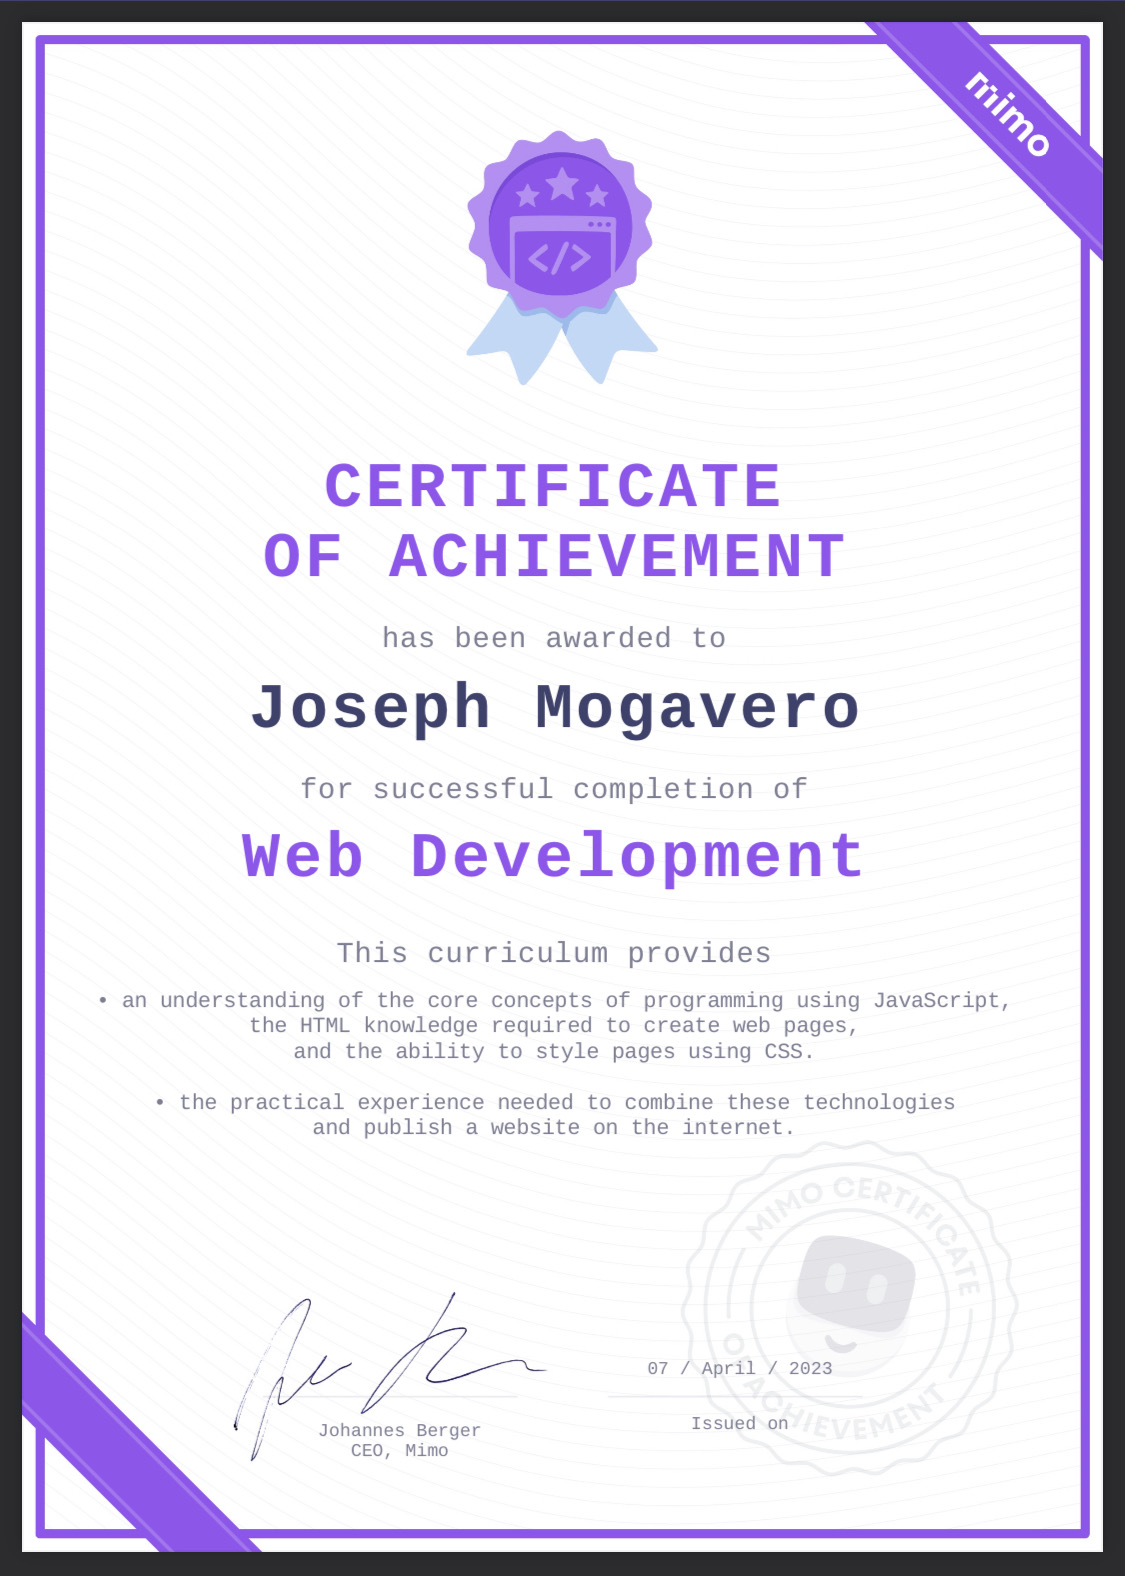 mimo
</>
CERTIFICATE
OF ACHIEVEMENT
has been awarded to
Joseph Mogavero
for successful completion of
Web Development
This curriculum provides
• an understanding of the core concepts of programming using JavaScript,
the HTML knowledge required to create web pages,
and the ability to style pages using CSS.
• the practical experience needed to combine these technologies
and publish a website on the internet.
MIMO CERTIFICATE
OF ACHIEVEMENT
07 / April / 2023
Issued on
Johannes Berger
CEO, Mimo